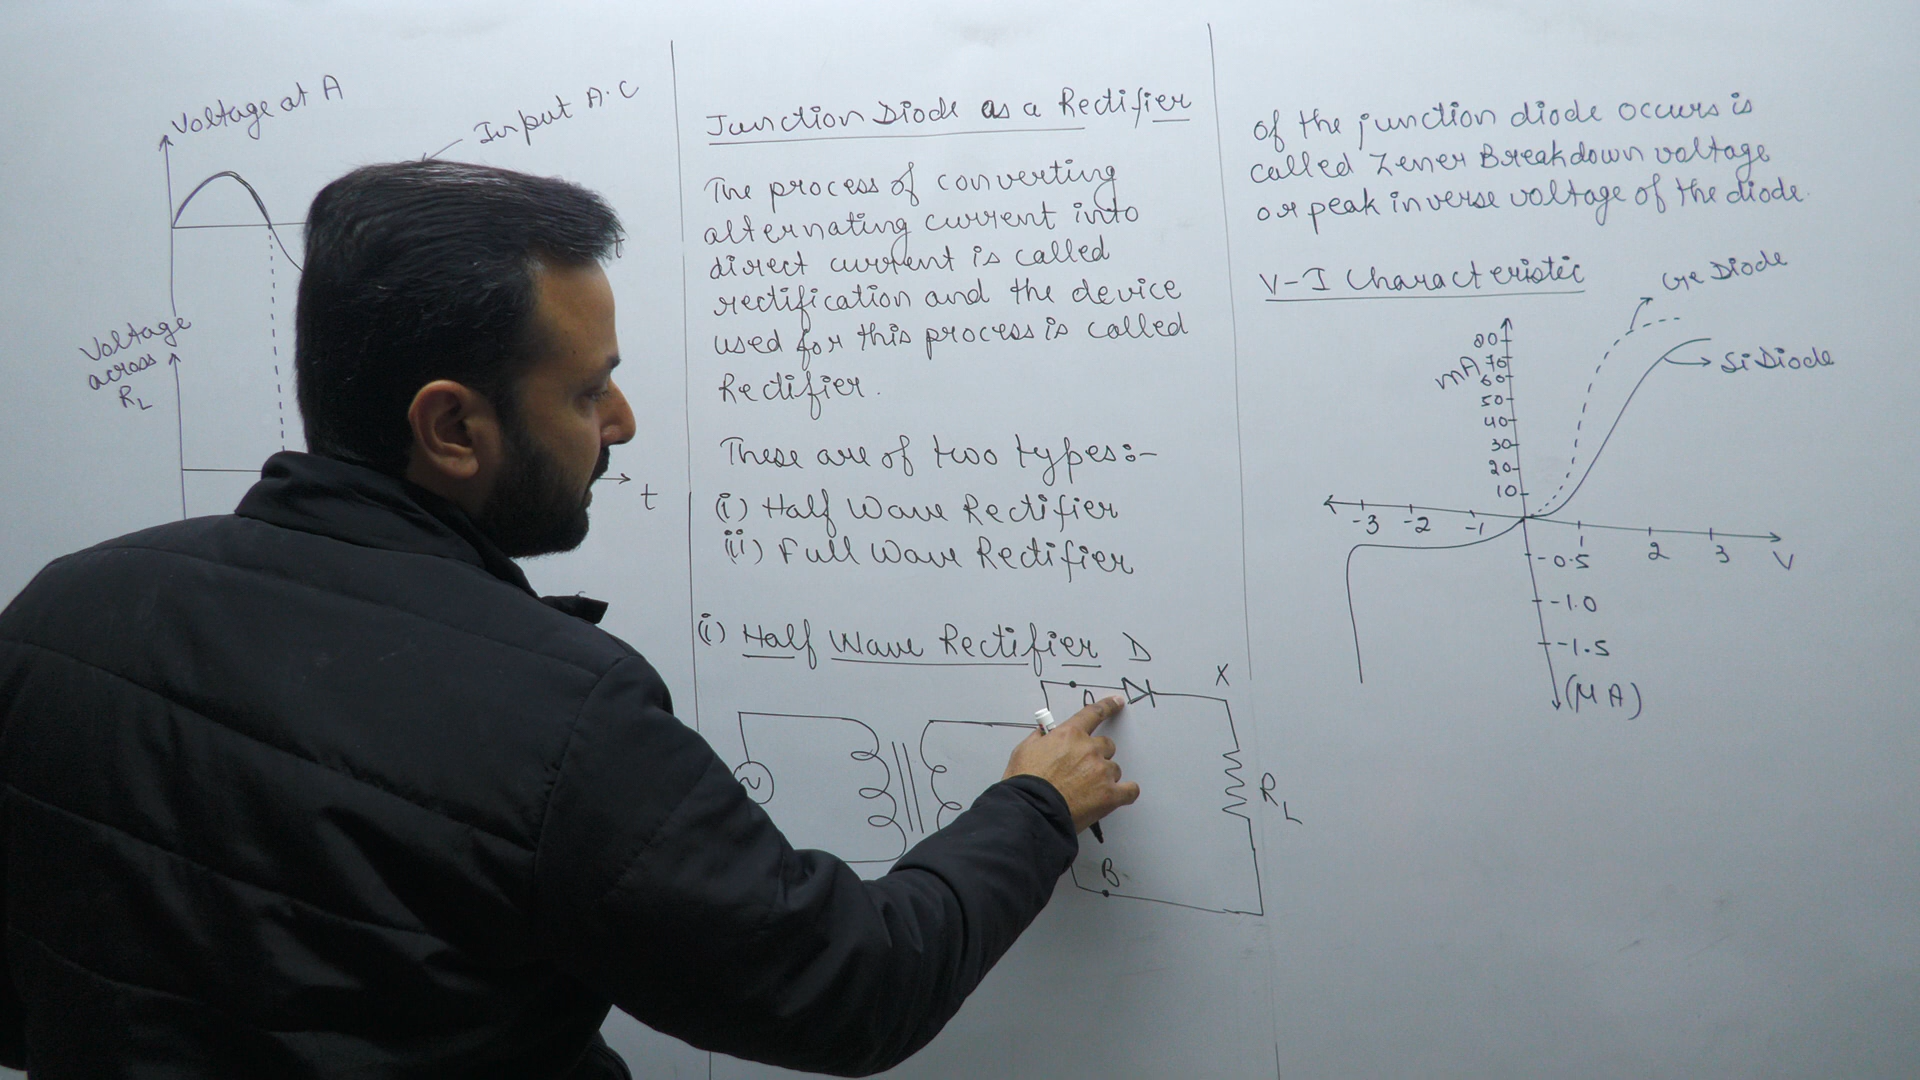 Voltage at A
Input A.C
t
Voltage
across
RL
t
Junction Diode as a Rectifier
The process of converting
alternating current into
direct current is called
rectification and the device
used for this process is called
Rectifier.
These are of two types:-
(i) Half Wave Rectifier
(ii) Full Wave Rectifier
(i) Half Wave Rectifier
D
X
A
B
RL
of the junction diode occurs is
called Zener Breakdown voltage
or peak inverse voltage of the diode.
V-I Characteristic
Ge Diode
Si Diode
mA
80
70
60
50
40
30
20
10
-3 -2 -1
1 2 3 V
-0.5
-1.0
-1.5
(μA)